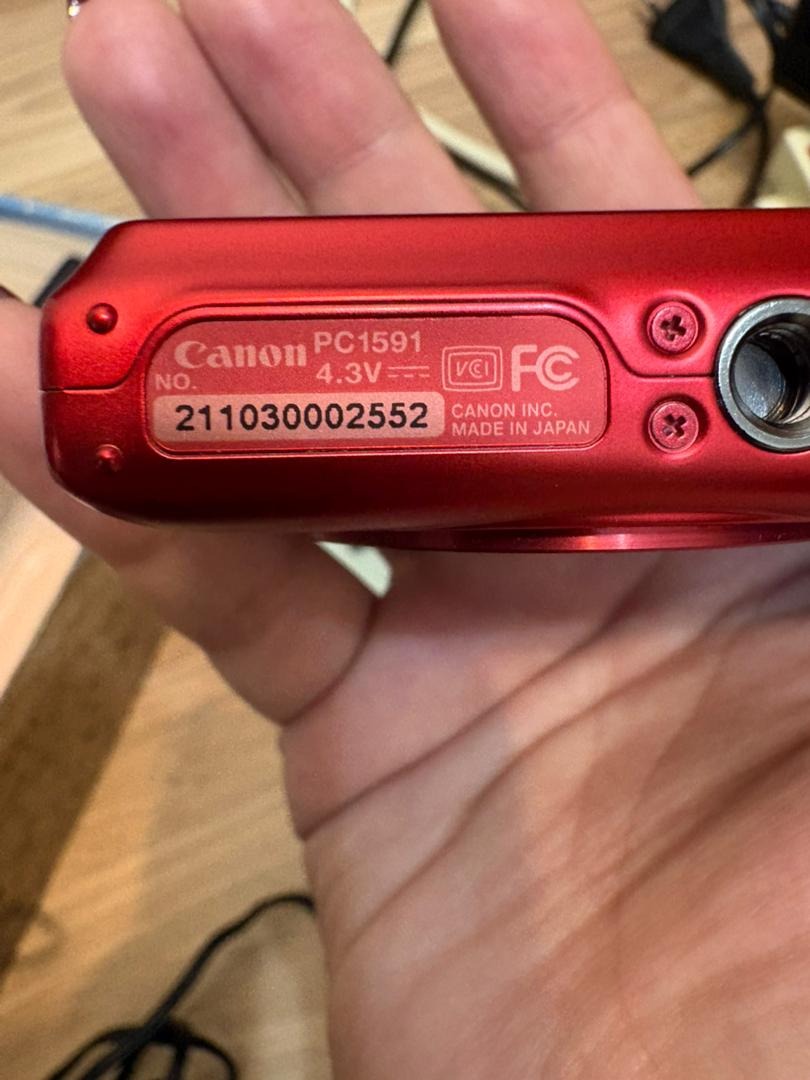 Canon PC1591
4.3V
VCI FC
NO.
211030002552
CANON INC.
MADE IN JAPAN